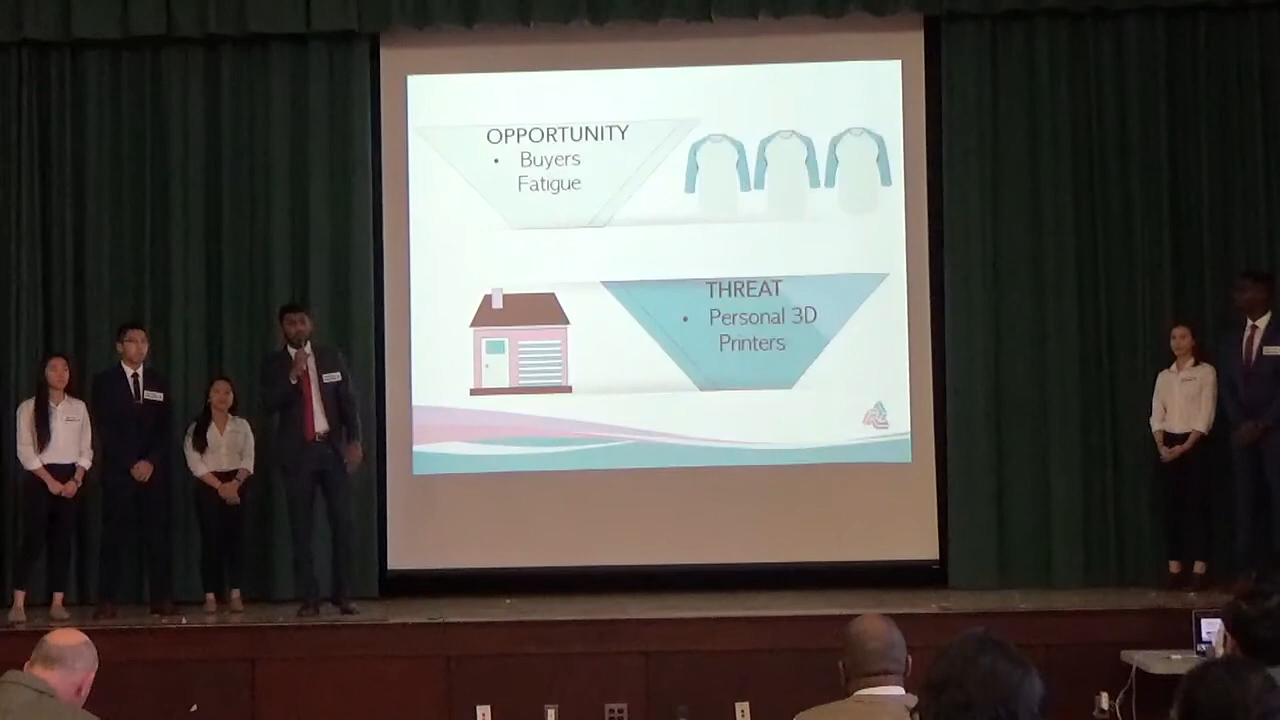 OPPORTUNITY
• Buyers
Fatigue
THREAT
• Personal 3D
Printers